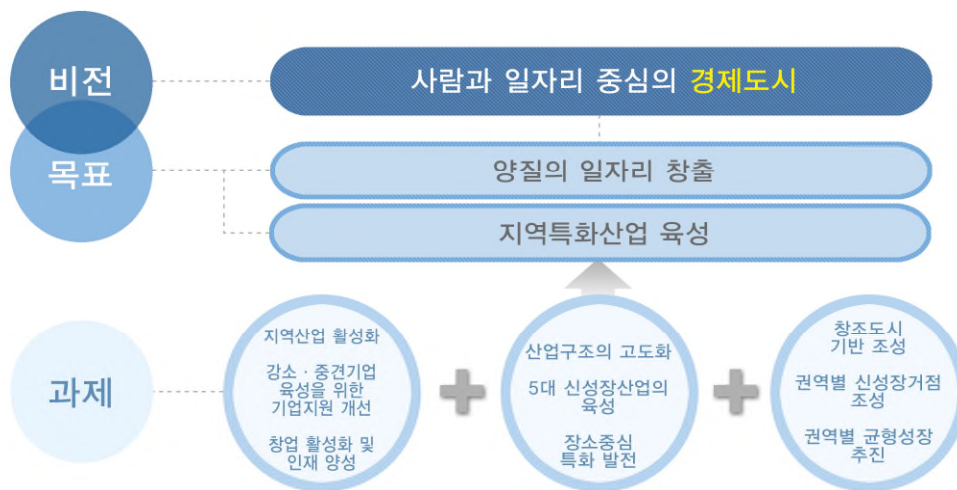 비전
사람과 일자리 중심의 경제도시
목표
양질의 일자리 창출
지역특화산업 육성
과제
지역산업 활성화
강소·중견기업
육성을 위한
기업지원 개선
창업 활성화 및
인재 양성
산업구조의 고도화
5대 신성장산업의
육성
장소중심
특화 발전
창조도시
기반 조성
권역별 신성장거점
조성
권역별 균형성장
추진